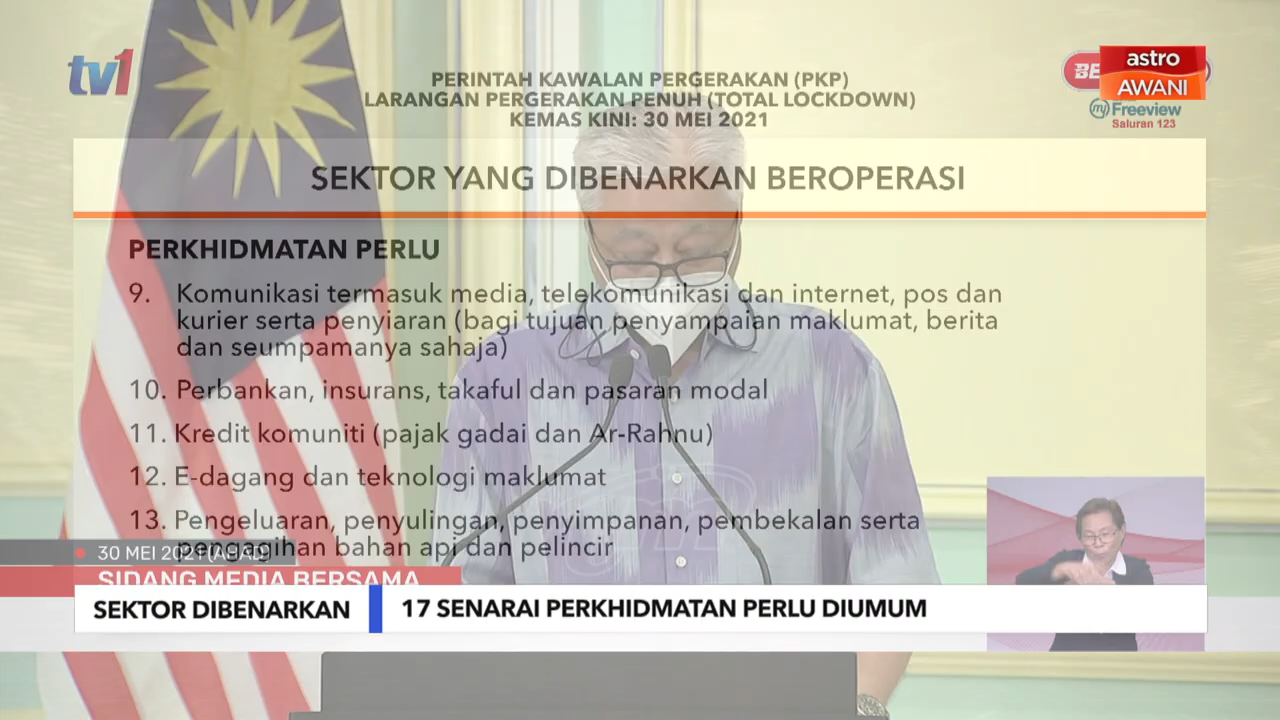 tv1
PERINTAH KAWALAN PERGERAKAN (PKP)
LARANGAN PERGERAKAN PENUH (TOTAL LOCKDOWN)
KEMAS KINI: 30 MEI 2021
BE
astro
AWANI
my Freeview
Saluran 123
SEKTOR YANG DIBENARKAN BEROPERASI
PERKHIDMATAN PERLU
9. Komunikasi termasuk media, telekomunikasi dan internet, pos dan
kurier serta penyiaran (bagi tujuan penyampaian maklumat, berita
dan seumpamanya sahaja)
10. Perbankan, insurans, takaful dan pasaran modal
11. Kredit komuniti (pajak gadai dan Ar-Rahnu)
12. E-dagang dan teknologi maklumat
13. Pengeluaran, penyulingan, penyimpanan, pembekalan serta
pengagihan bahan api dan pelincir
30 MEI 2021 (AHAD)
SIDANG MEDIA BERSAMA
SEKTOR DIBENARKAN
17 SENARAI PERKHIDMATAN PERLU DIUMUM